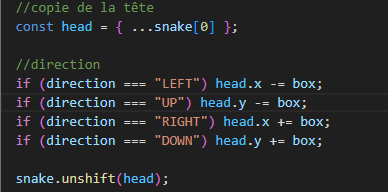 //copie de la tête
const head = { ...snake[0] };
//direction
if (direction === "LEFT") head.x -= box;
if (direction === "UP") head.y -= box;
if (direction === "RIGHT") head.x += box;
if (direction === "DOWN") head.y += box;
snake.unshift(head);